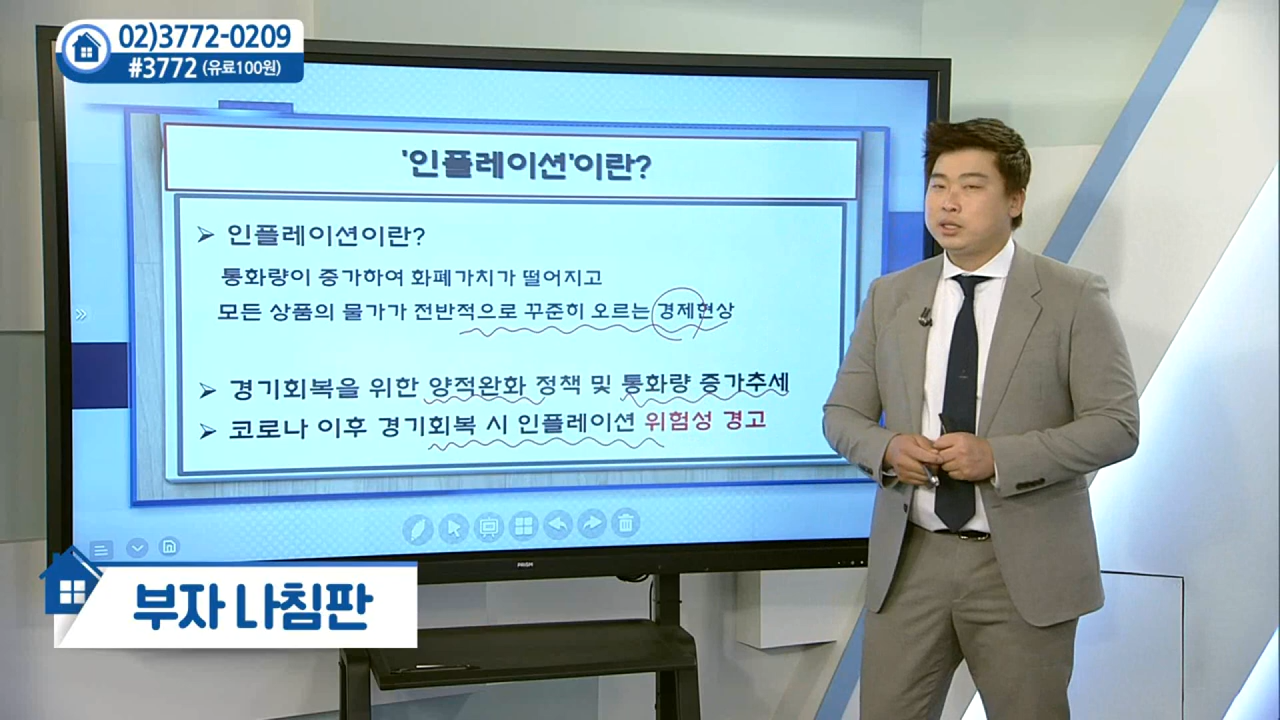 02)3772-0209
#3772 (유료100원)
'인플레이션'이란?
➢ 인플레이션이란?
통화량이 증가하여 화폐가치가 떨어지고
모든 상품의 물가가 전반적으로 꾸준히 오르는 경제현상
➢ 경기회복을 위한 양적완화 정책 및 통화량 증가추세
➢ 코로나 이후 경기회복 시 인플레이션 위험성 경고
PRISM
부자 나침판